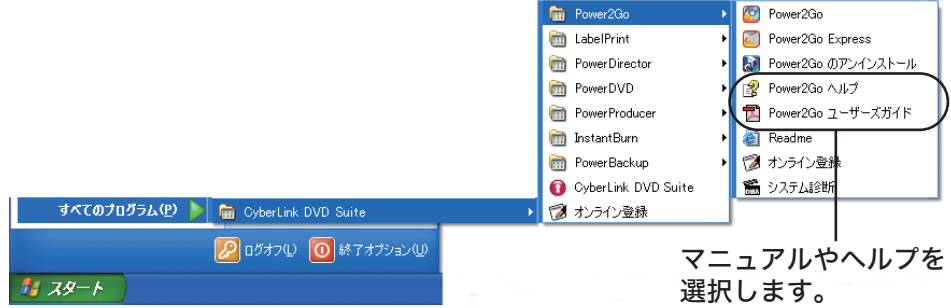 Power2Go
LabelPrint
PowerDirector
PowerDVD
PowerProducer
InstantBurn
PowerBackup
CyberLink DVD Suite
オンライン登録
Power2Go
Power2Go Express
Power2Go のアンインストール
Power2Go ヘルプ
Power2Go ユーザーズガイド
Readme
オンライン登録
システム診断
すべてのプログラム(P)
CyberLink DVD Suite
ログオフ(L)
終了オプション(U)
スタート
マニュアルやヘルプを
選択します。